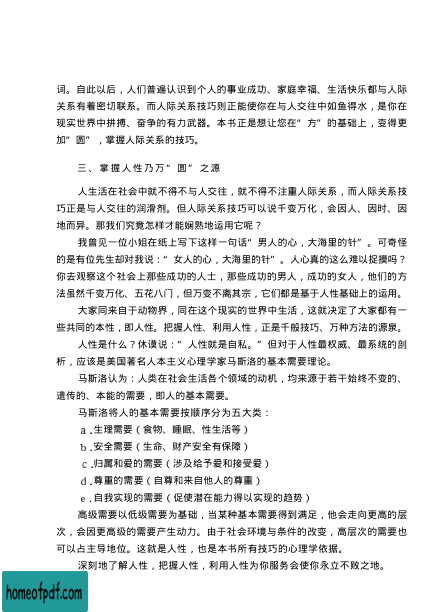 词。自此以后，人们普遍认识到个人的事业成功、家庭幸福、生活快乐都与人际
关系有着密切联系。而人际关系技巧则正能使你在与人交往中如鱼得水，是你在
现实世界中拼搏、奋争的有力武器。本书正是想让您在“方”的基础上，变得更
加“圆”，掌握人际关系的技巧。
三、掌握人性乃万“圆”之源
人生活在社会中就不得不与人交往，就不得不注重人际关系，而人际关系技
巧正是与人交往的润滑剂。但人际关系技巧可以说千变万化，会因人、因时、因
地而异。那我们究竟怎样才能娴熟地运用它呢？
我曾见一位小姐在纸上写下这样一句话“男人的心，大海里的针”。可奇怪
的是有位先生却对我说：“女人的心，大海里的针”。人心真的这么难以捉摸吗？
你去观察这个社会上那些成功的人士，那些成功的男人，成功的女人，他们的方
法虽然千变万化、五花八门，但万变不离其宗，它们都是基于人性基础上的运用。
大家同来自于动物界，同在这个现实的世界中生活，这就决定了大家都有一
些共同的本性，即人性。把握人性、利用人性，正是千般技巧、万种方法的源泉。
人性是什么？休谟说：“人性就是自私。”但对于人性最权威、最系统的剖
析，应该是美国著名人本主义心理学家马斯洛的基本需要理论。
马斯洛认为：人类在社会生活各个领域的动机，均来源于若干始终不变的、
遗传的、本能的需要，即人的基本需要。
马斯洛将人的基本需要按顺序分为五大类：
a.生理需要（食物、睡眠、性生活等）
b.安全需要（生命、财产安全有保障）
c.归属和爱的需要（涉及给予爱和接受爱）
d.尊重的需要（自尊和来自他人的尊重）
e.自我实现的需要（促使潜在能力得以实现的趋势）
高级需要以低级需要为基础，当某种基本需要得到满足，他会走向更高的层
次，会因更高级的需要产生动力。由于社会环境与条件的改变，高层次的需要也
可以占主导地位。这就是人性，也是本书所有技巧的心理学依据。
深刻地了解人性，把握人性，利用人性为你服务会使你永立不败之地。
homeofpdf.com